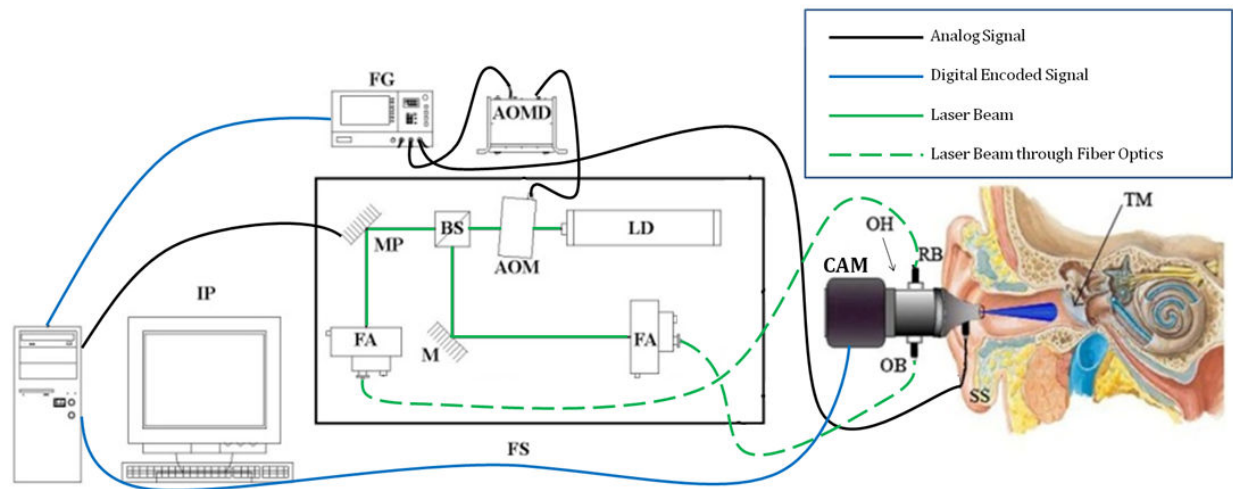 Analog Signal
Digital Encoded Signal
Laser Beam
Laser Beam through Fiber Optics
FG
AOMD
TM
OH
RB
BS
LD
MP
AOM
CAM
IP
FA
M
FA
OB
SS
FS